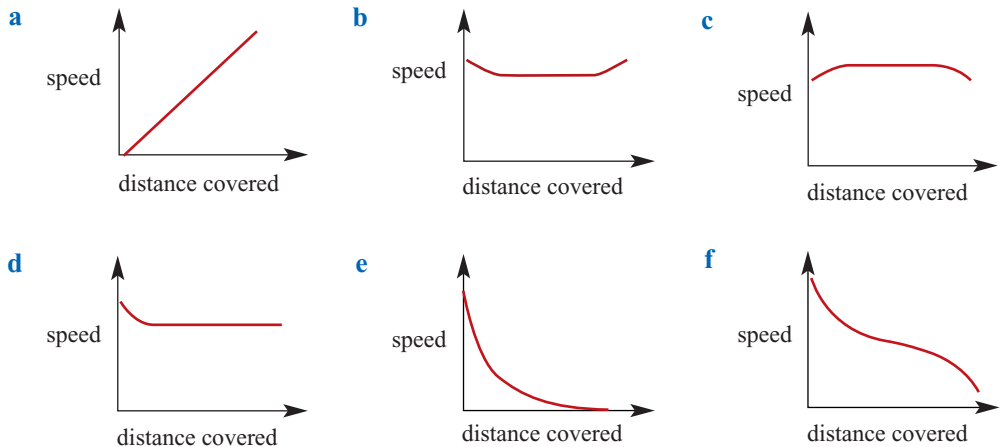 a
speed
distance covered
b
speed
distance covered
c
speed
distance covered
d
speed
distance covered
e
speed
distance covered
f
speed
distance covered